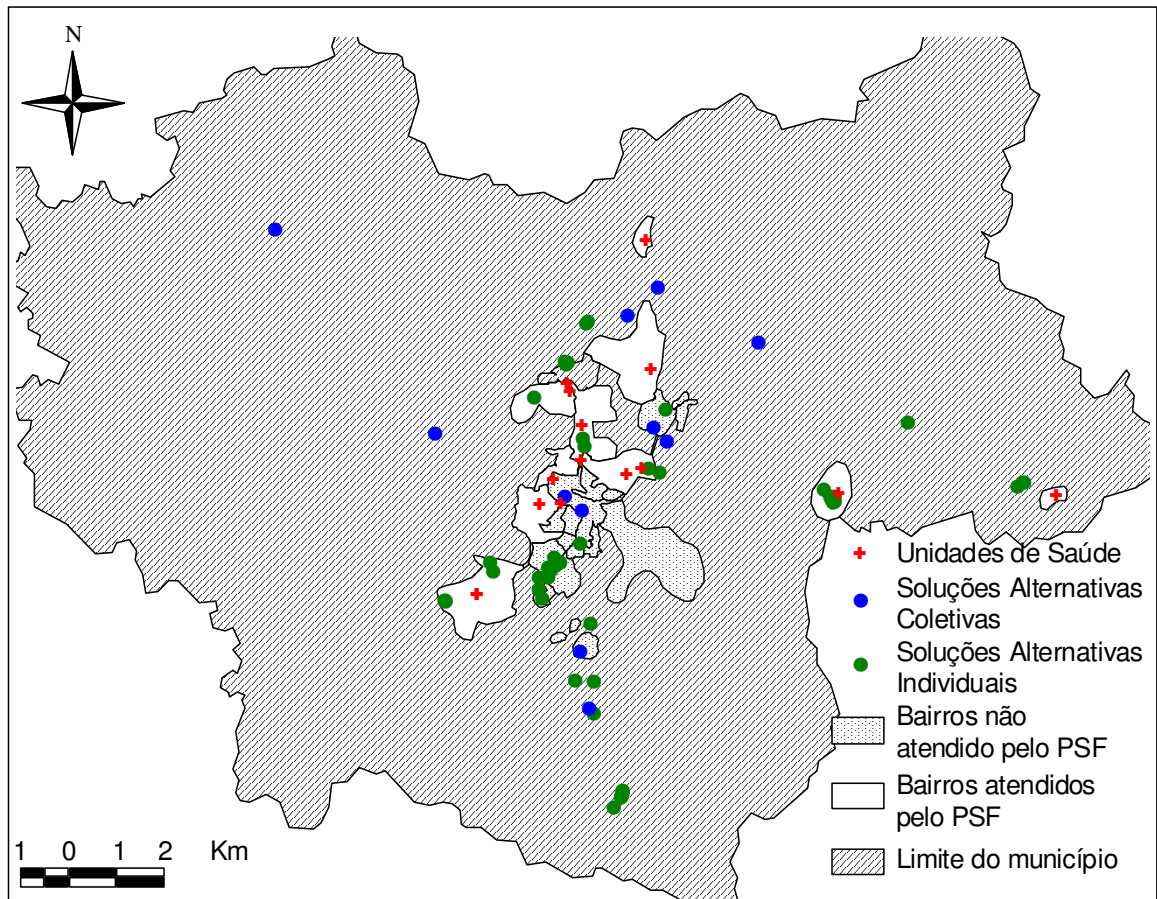 N
Unidades de Saúde
Soluções Alternativas
Coletivas
Soluções Alternativas
Individuais
Bairros não
atendido pelo PSF
Bairros atendidos
pelo PSF
Limite do município
1 0 1 2 Km